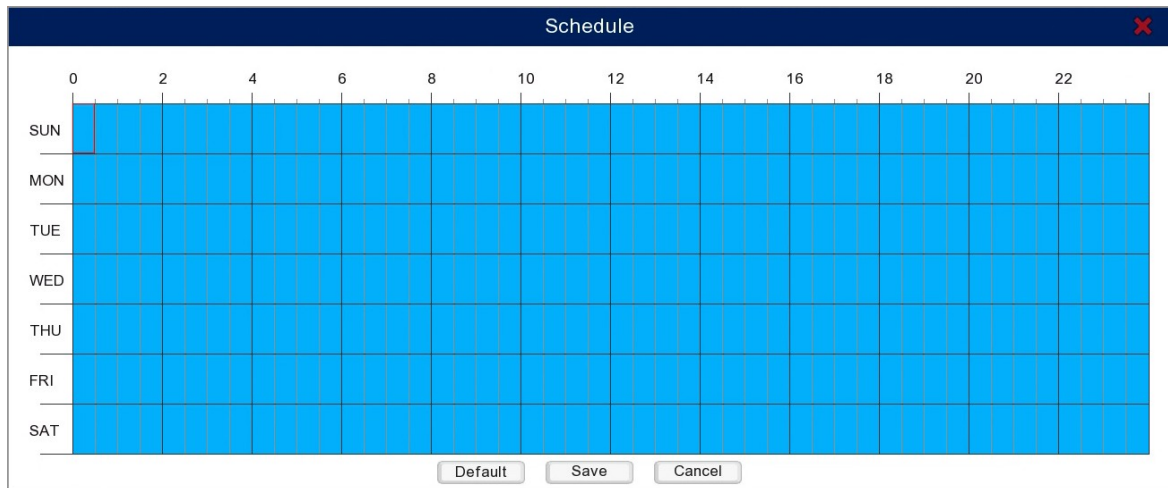 Schedule
0 2 4 6 8 10 12 14 16 18 20 22
SUN
MON
TUE
WED
THU
FRI
SAT
Default Save Cancel